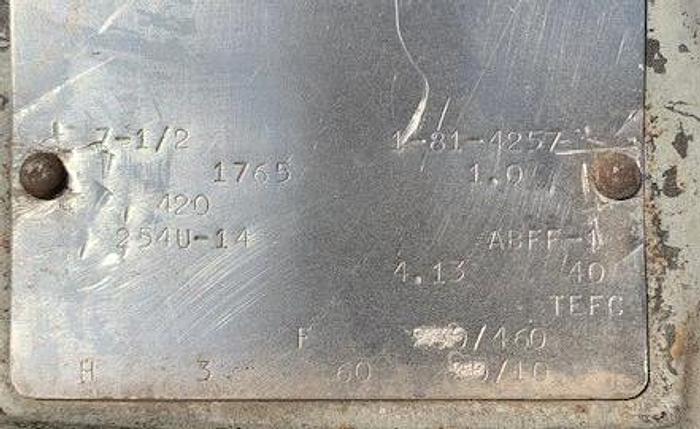 7-1/2 1-81-4257
1765 1.0
420
254U-14 ABFF-1
4.13 40
TEFC
F /460
H 3 60 /10